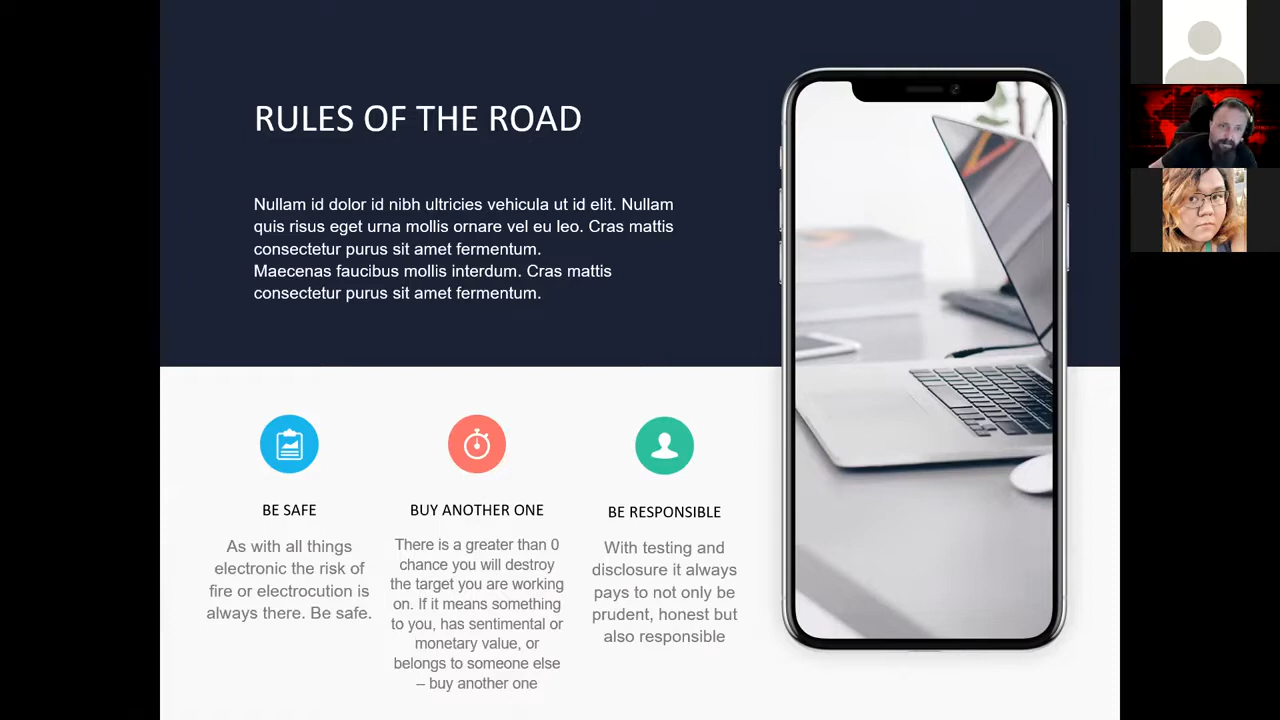 RULES OF THE ROAD
Nullam id dolor id nibh ultricies vehicula ut id elit. Nullam
quis risus eget urna mollis ornare vel eu leo. Cras mattis
consectetur purus sit amet fermentum.
Maecenas faucibus mollis interdum. Cras mattis
consectetur purus sit amet fermentum.
BE SAFE
As with all things
electronic the risk of
fire or electrocution is
always there. Be safe.
BUY ANOTHER ONE
There is a greater than 0
chance you will destroy
the target you are working
on. If it means something
to you, has sentimental or
monetary value, or
belongs to someone else
– buy another one
BE RESPONSIBLE
With testing and
disclosure it always
pays to not only be
prudent, honest but
also responsible